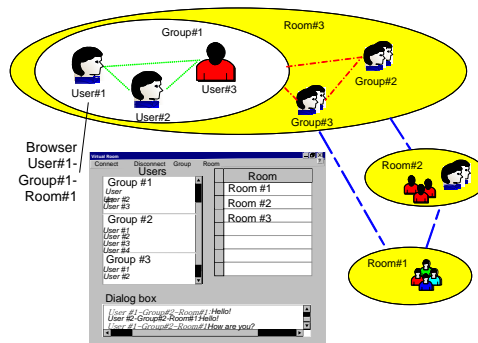 Group#1
Room#3
User#1
User#3
Group#2
User#2
Group#3
Browser
User#1-
Group#1-
Room#1
Room#2
Room#1
Virtual Room
Connect Disconnect Group Room
Users
Room
Group #1
User
User #2
User #3
Group #2
User #1
User #2
User #3
User #4
Group #3
User #1
User #2
Room #1
Room #2
Room #3
Dialog box
User #1-Group#2-Room#1:Hello!
User #2-Group#2-Room#1:Hello!
User #1-Group#2-Room#1How are you?